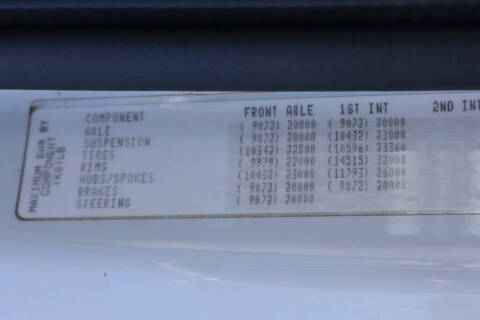 MAXIMUM GWR BY COMPONENT (KG)LB
COMPONENT FRONT AXLE 1ST INT 2ND INT
AXLE ( 9072) 20000 ( 9072) 20000
SUSPENSION ( 9072) 20000 (10432) 23000
TIRES (10342) 22800 (10596) 23360
RIMS ( 9979) 22000 (14515) 32000
HUBS/SPOKES (10432) 23000 (11793) 26000
BRAKES ( 9072) 20000 ( 9072) 20000
STEERING ( 9072) 20000